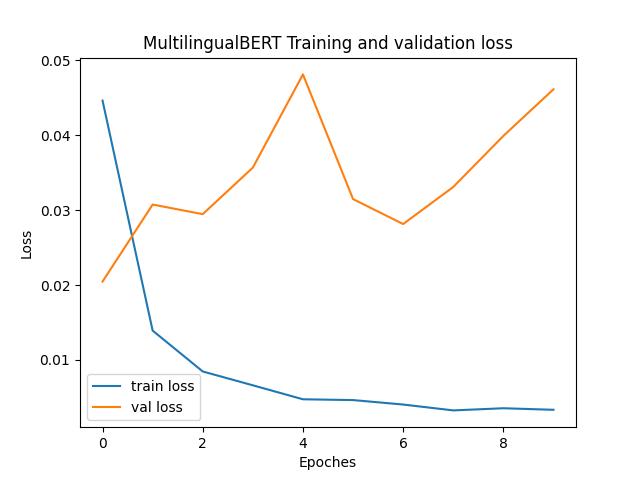 MultilingualBERT Training and validation loss
0.05
0.04
0.03
0.02
0.01
Loss
train loss
val loss
0 2 4 6 8
Epoches